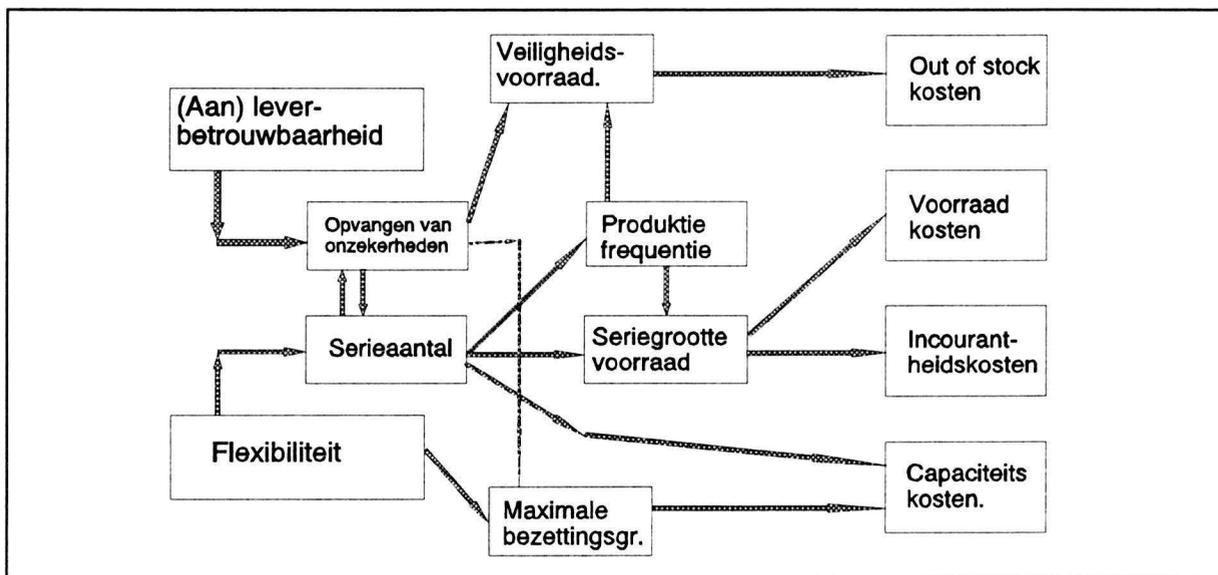 Veiligheids-
voorraad.
Out of stock
kosten
(Aan) lever-
betrouwbaarheid
Voorraad
kosten
Opvangen van
onzekerheden
Produktie
frequentie
Serieaantal
Seriegrootte
voorraad
Incourant-
heidskosten
Flexibiliteit
Capaciteits
kosten.
Maximale
bezettingsgr.